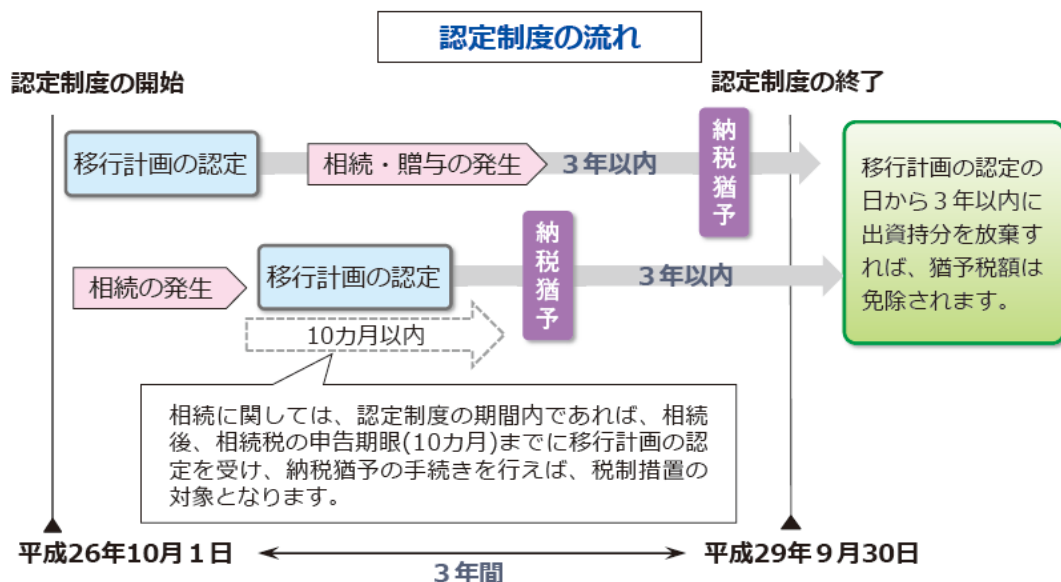 認定制度の流れ
認定制度の開始
認定制度の終了
移行計画の認定
相続・贈与の発生
3年以内
納税猶予
移行計画の認定の
日から3年以内に
出資持分を放棄す
れば、猶予税額は
免除されます。
相続の発生
移行計画の認定
納税猶予
3年以内
10カ月以内
相続に関しては、認定制度の期間内であれば、相続
後、相続税の申告期眼(10カ月)までに移行計画の認
定を受け、納税猶予の手続きを行えば、税制措置の
対象となります。
平成26年10月1日
平成29年9月30日
3年間